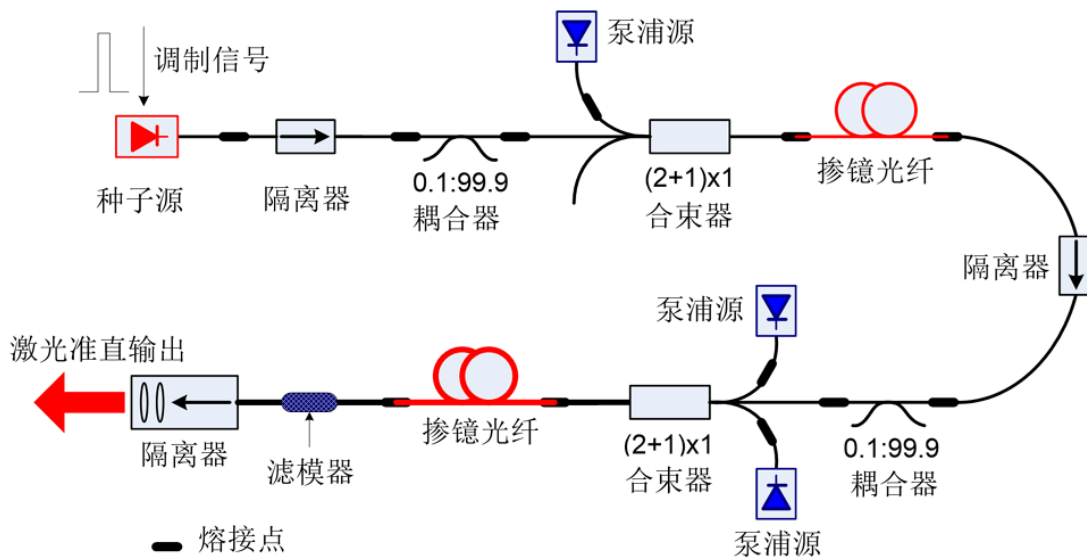 调制信号
种子源
隔离器
0.1:99.9
耦合器
泵浦源
(2+1)x1
合束器
掺镜光纤
隔离器
激光准直输出
隔离器
滤模器
掺镜光纤
(2+1)x1
合束器
泵浦源
泵浦源
0.1:99.9
耦合器
熔接点